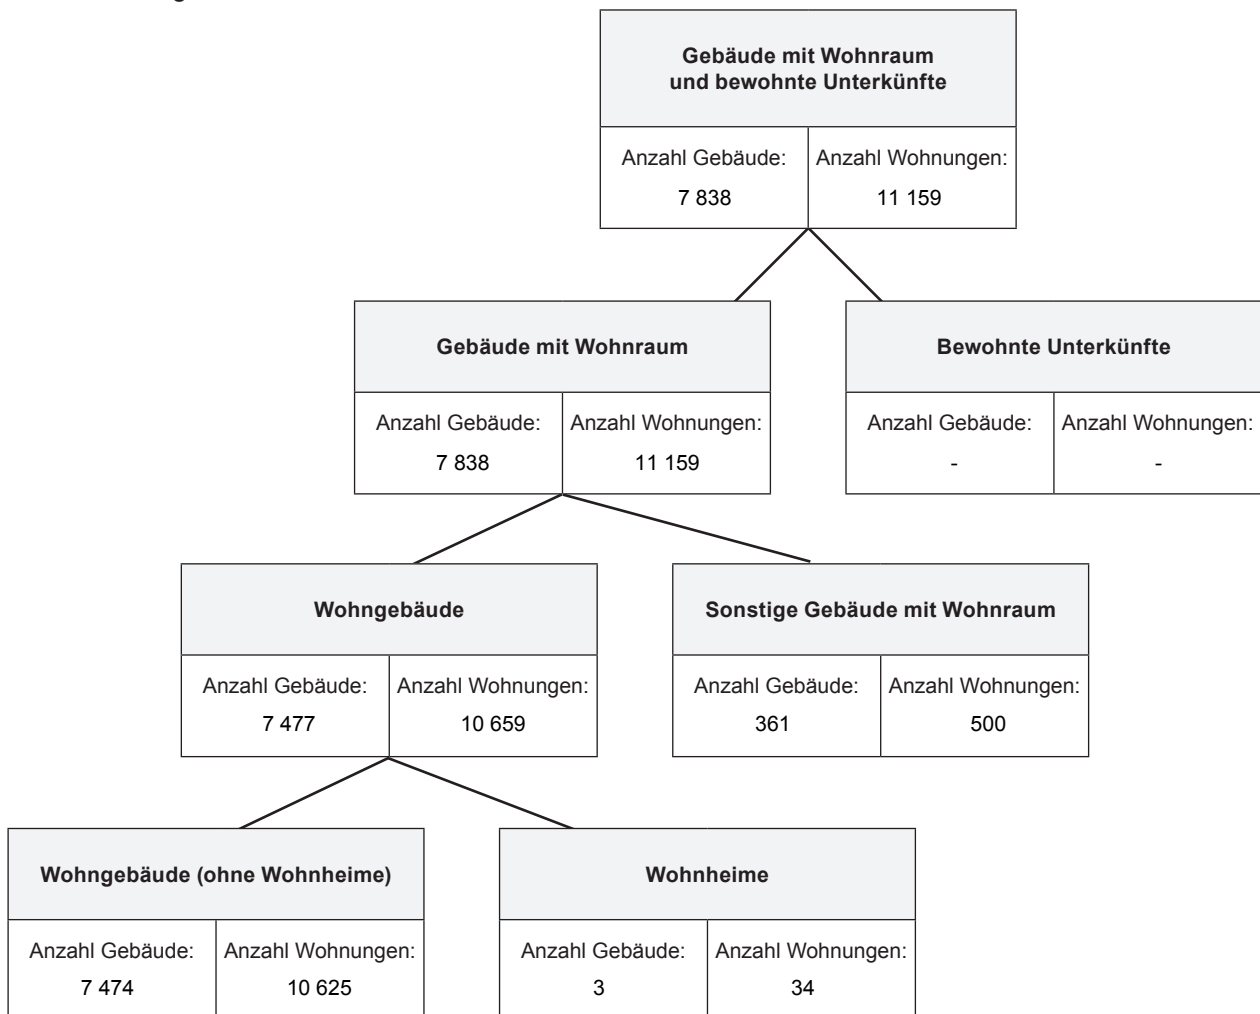 Gebäude mit Wohnraum
und bewohnte Unterkünfte
Anzahl Gebäude: Anzahl Wohnungen:
7 838 11 159
Gebäude mit Wohnraum
Anzahl Gebäude: Anzahl Wohnungen:
7 838 11 159
Bewohnte Unterkünfte
Anzahl Gebäude: Anzahl Wohnungen:
- -
Wohngebäude
Anzahl Gebäude: Anzahl Wohnungen:
7 477 10 659
Sonstige Gebäude mit Wohnraum
Anzahl Gebäude: Anzahl Wohnungen:
361 500
Wohngebäude (ohne Wohnheime)
Anzahl Gebäude: Anzahl Wohnungen:
7 474 10 625
Wohnheime
Anzahl Gebäude: Anzahl Wohnungen:
3 34